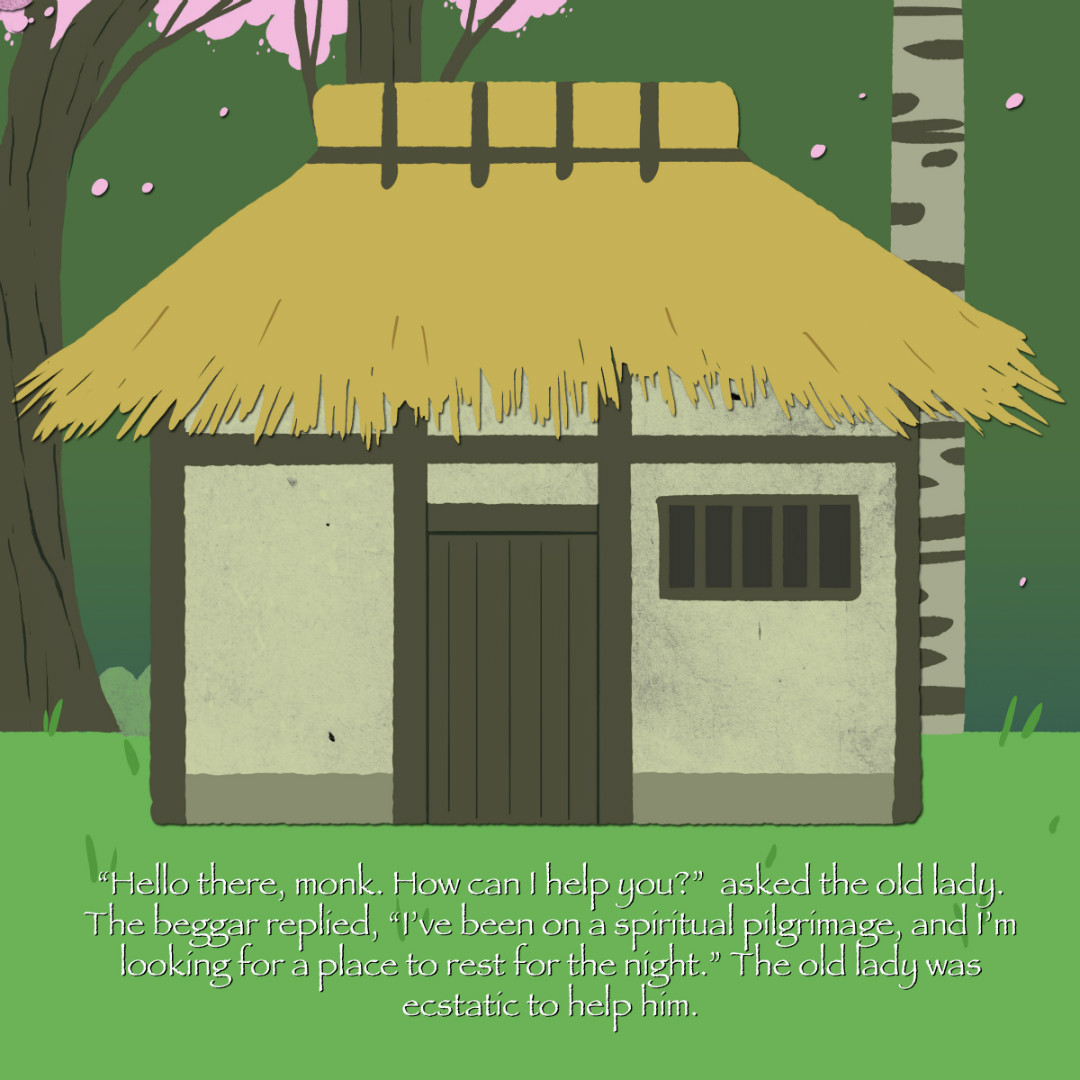 “Hello there, monk. How can I help you?”  asked the old lady.
The beggar replied, “I’ve been on a spiritual pilgrimage, and I’m
looking for a place to rest for the night.” The old lady was
ecstatic to help him.